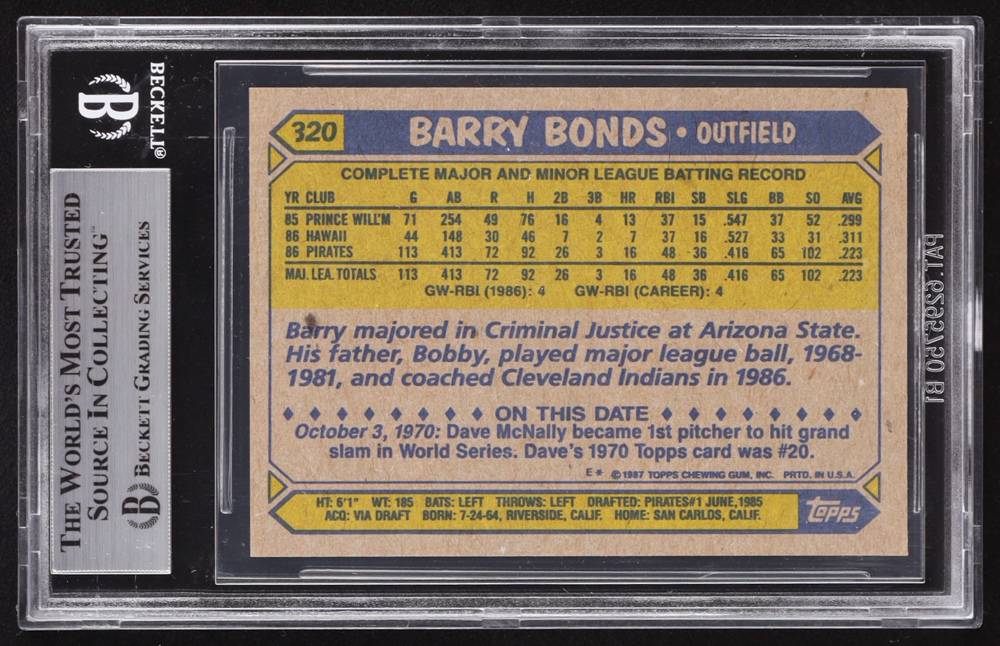 BECKETT®
THE WORLD'S MOST TRUSTED
SOURCE IN COLLECTING™
BECKETT GRADING SERVICES
320 BARRY BONDS • OUTFIELD
COMPLETE MAJOR AND MINOR LEAGUE BATTING RECORD
YR CLUB G AB R H 2B 3B HR RBI SB SLG BB SO AVG
85 PRINCE WILL'M 71 254 49 76 16 4 13 37 15 .547 37 52 .299
86 HAWAII 44 148 30 46 7 2 7 37 16 .527 33 31 .311
86 PIRATES 113 413 72 92 26 3 16 48 36 .416 65 102 .223
MAJ. LEA. TOTALS 113 413 72 92 26 3 16 48 36 .416 65 102 .223
GW-RBI (1986): 4 GW-RBI (CAREER): 4
Barry majored in Criminal Justice at Arizona State.
His father, Bobby, played major league ball, 1968-
1981, and coached Cleveland Indians in 1986.
ON THIS DATE
October 3, 1970: Dave McNally became 1st pitcher to hit grand
slam in World Series. Dave's 1970 Topps card was #20.
E* ©1987 TOPPS CHEWING GUM, INC. PRTD. IN U.S.A.
HT: 6'1" WT: 185 BATS: LEFT THROWS: LEFT DRAFTED: PIRATES#1 JUNE,1985
ACQ: VIA DRAFT BORN: 7-24-64, RIVERSIDE, CALIF. HOME: SAN CARLOS, CALIF.
Topps